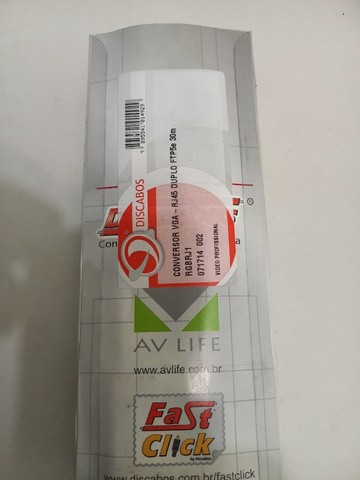 DISCABOS
CONVERSOR VGA - RJ45 DUPLO FTP5e 30m
RGBRJ1
071714 002
VIDEO PROFISSIONAL
AV LIFE
www.avlife.com.br
FaSt
Click
www.discabos.com.br/fastclick